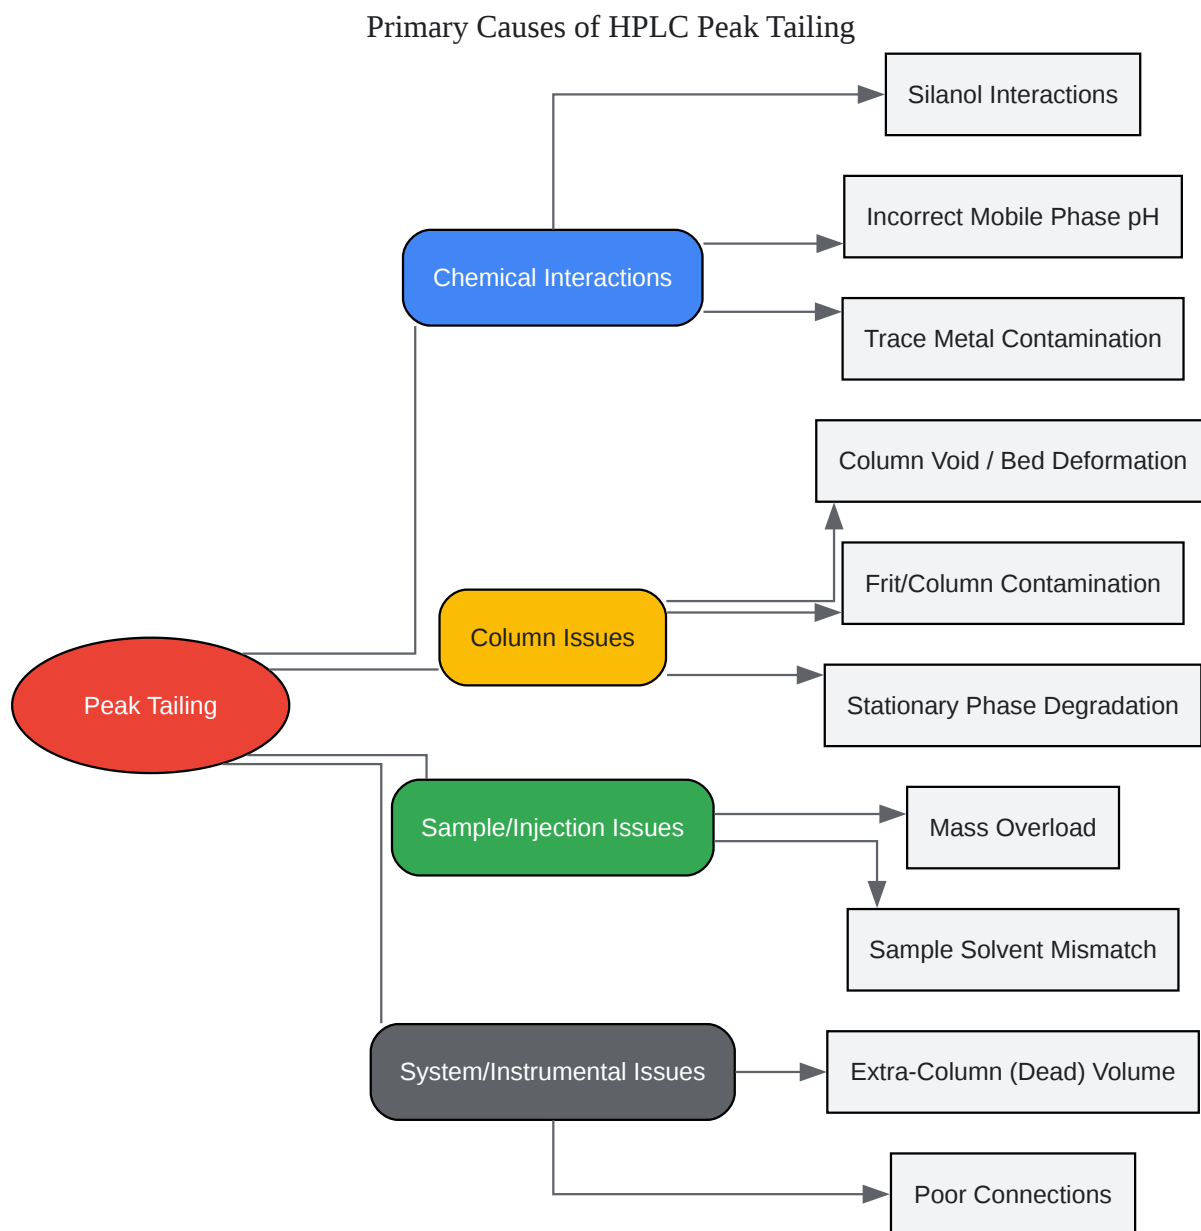 Primary Causes of HPLC Peak Tailing
Silanol Interactions
Incorrect Mobile Phase pH
Chemical Interactions
Trace Metal Contamination
Column Void / Bed Deformation
Frit/Column Contamination
Column Issues
Stationary Phase Degradation
Peak Tailing
Mass Overload
Sample/Injection Issues
Sample Solvent Mismatch
Extra-Column (Dead) Volume
System/Instrumental Issues
Poor Connections